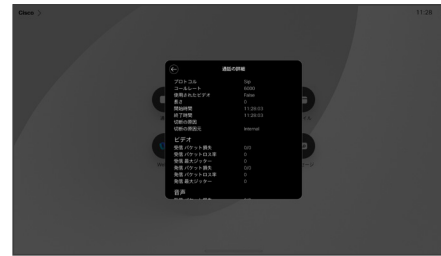 Cisco
11:28
通話の詳細
プロトコル Sip
コールレート 6000
使用されたビデオ False
長さ 0
開始時間 11:28:03
終了時間 11:28:03
切断の原因
切断の原因元 Internal
ビデオ
受信 パケット損失 0/0
受信 パケットロス率 0
受信 最大ジッター 0
発信 パケット損失 0/0
発信 パケットロス率 0
発信 最大ジッター 0
音声